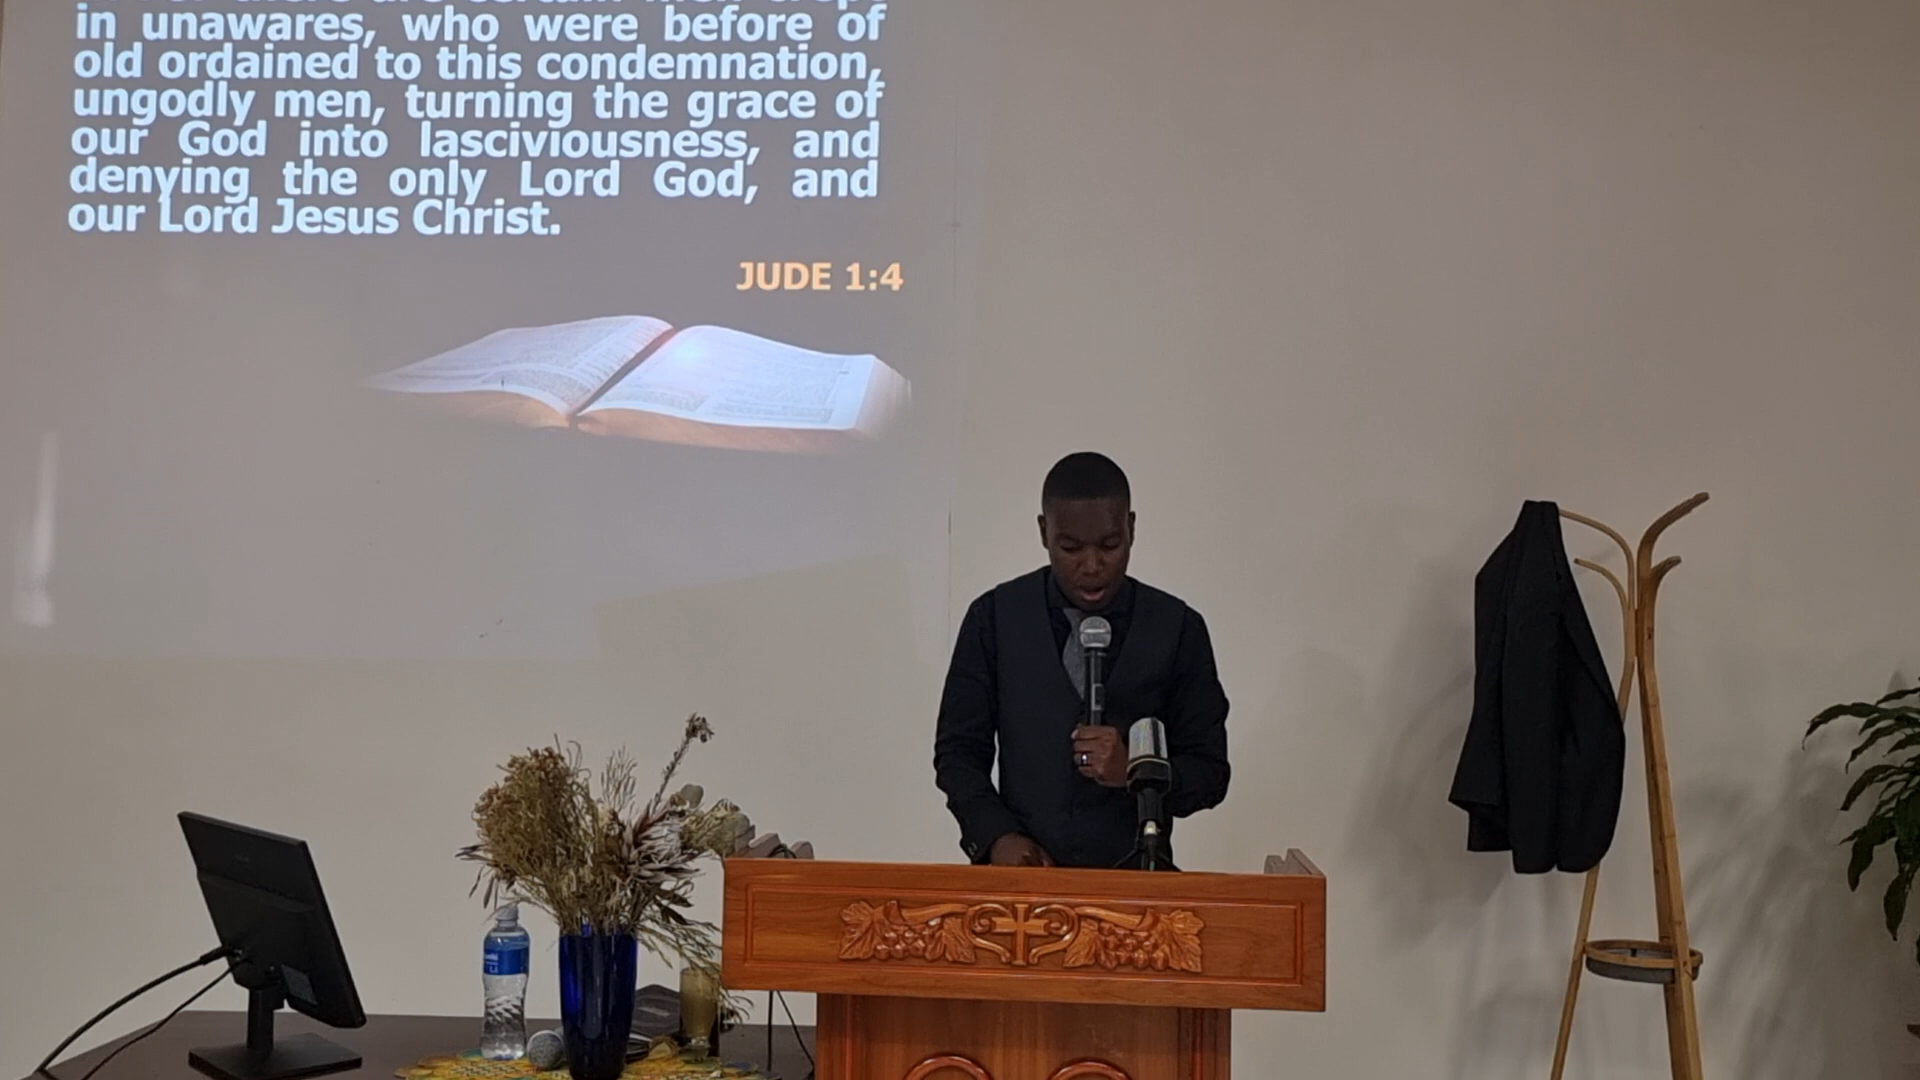 in unawares, who were before of
old ordained to this condemnation,
ungodly men, turning the grace of
our God into lasciviousness, and
denying the only Lord God, and
our Lord Jesus Christ.
JUDE 1:4